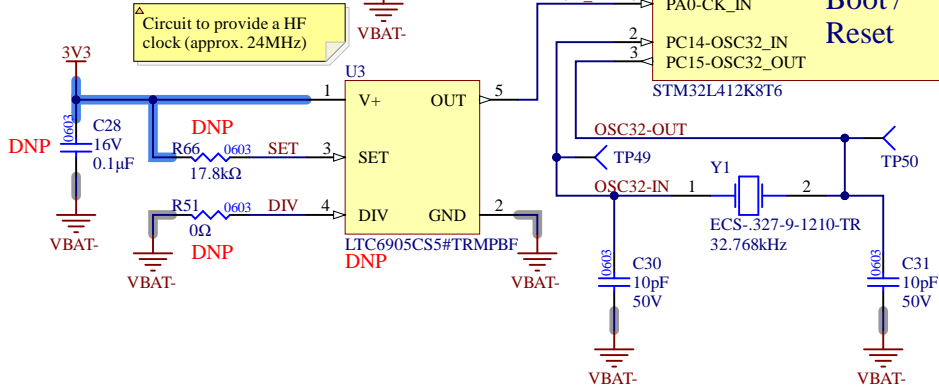 Circuit to provide a HF
clock (approx. 24MHz)
VBAT-
PA0-CK_IN
Boot /
Reset
2
PC14-OSC32_IN
3
PC15-OSC32_OUT
STM32L412K8T6
3V3
U3
1
V+
OUT
5
0603
C28
16V
0.1µF
DNP
DNP
R66
0603
SET
3
SET
17.8kΩ
OSC32-OUT
TP49
TP50
Y1
OSC32-IN
1
2
ECS-.327-9-1210-TR
32.768kHz
R51
0603
DIV
4
DIV
GND
2
0Ω
DNP
LTC6905CS5#TRMPBF
DNP
VBAT-
VBAT-
VBAT-
0603
C30
10pF
50V
0603
C31
10pF
50V
VBAT-
VBAT-